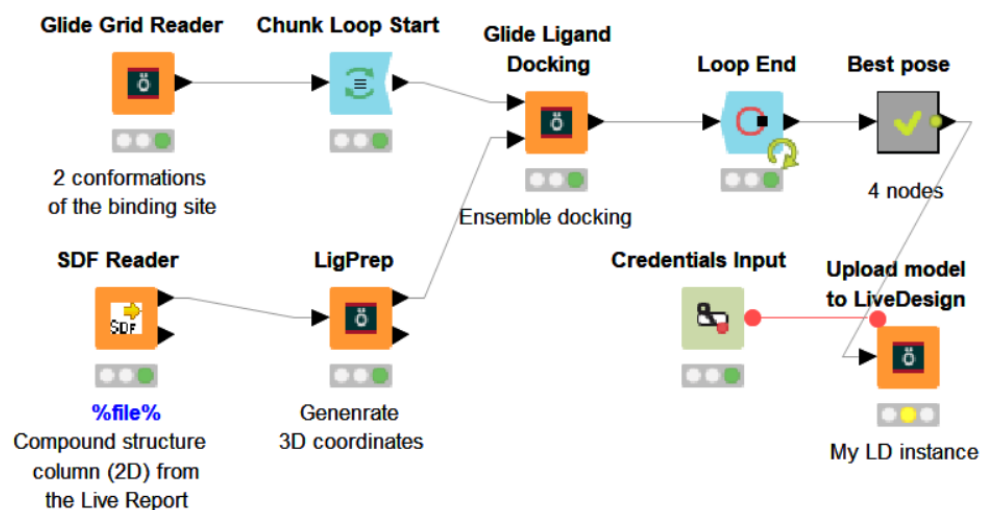 Glide Grid Reader
Chunk Loop Start
Glide Ligand
Docking
Loop End
Best pose
2 conformations
of the binding site
Ensemble docking
4 nodes
SDF Reader
LigPrep
Credentials Input
Upload model
to LiveDesign
SDF
%file%
Compound structure
column (2D) from
the Live Report
Genenrate
3D coordinates
My LD instance